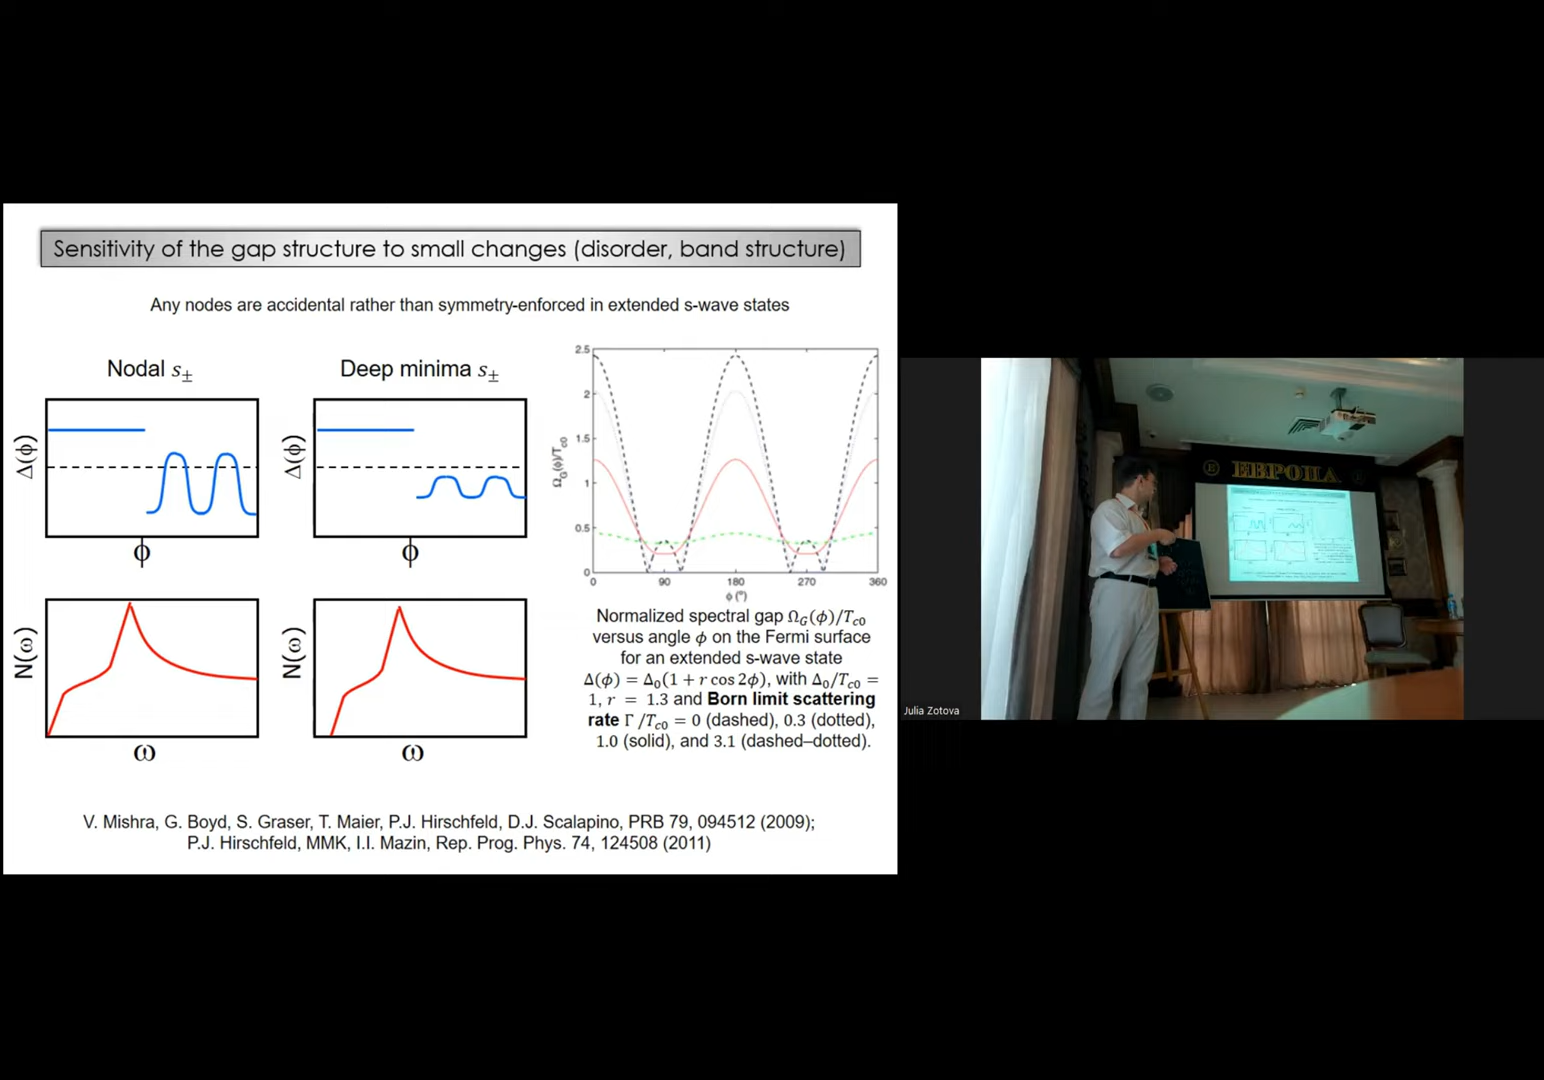 Sensitivity of the gap structure to small changes (disorder, band structure)
Any nodes are accidental rather than symmetry-enforced in extended s-wave states
Nodal s±
Deep minima s±
Δ(ϕ)
ϕ
Δ(ϕ)
ϕ
N(ω)
ω
N(ω)
ω
2.5
2
1.5
1
0.5
0
Ω_G(ϕ)/T_c0
0 90 180 270 360
ϕ (°)
Normalized spectral gap Ω_G(ϕ)/T_c0
versus angle ϕ on the Fermi surface
for an extended s-wave state
Δ(ϕ) = Δ₀(1 + r cos 2ϕ), with Δ₀/T_c0 =
1, r = 1.3 and Born limit scattering
rate Γ /T_c0 = 0 (dashed), 0.3 (dotted),
1.0 (solid), and 3.1 (dashed–dotted).
V. Mishra, G. Boyd, S. Graser, T. Maier, P.J. Hirschfeld, D.J. Scalapino, PRB 79, 094512 (2009);
P.J. Hirschfeld, MMK, I.I. Mazin, Rep. Prog. Phys. 74, 124508 (2011)
ЕВРОПА
Julia Zotova